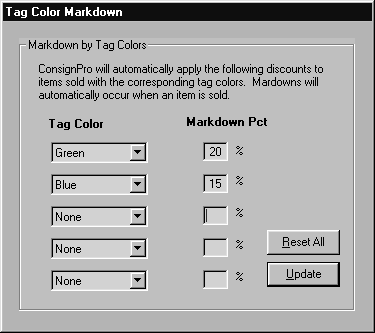 Tag Color Markdown
Markdown by Tag Colors
ConsignPro will automatically apply the following discounts to
items sold with the corresponding tag colors. Mardowns will
automatically occur when an item is sold.
Tag Color Markdown Pct
Green 20 %
Blue 15 %
None %
None %
Reset All
None %
Update